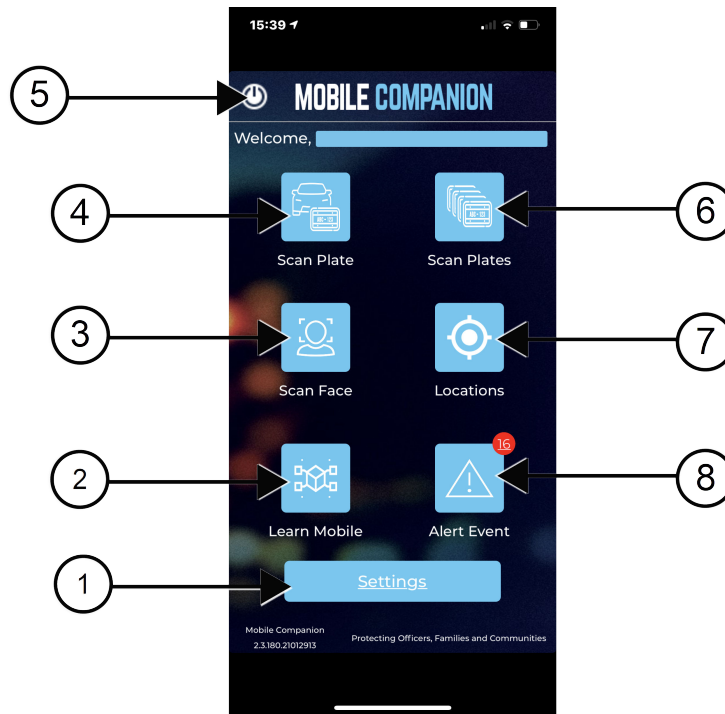 15:39
5
MOBILE COMPANION
Welcome,
4
6
Scan Plate
Scan Plates
3
7
Scan Face
Locations
16
2
8
Learn Mobile
Alert Event
1
Settings
Mobile Companion
2.3.180.21012913
Protecting Officers, Families and Communities